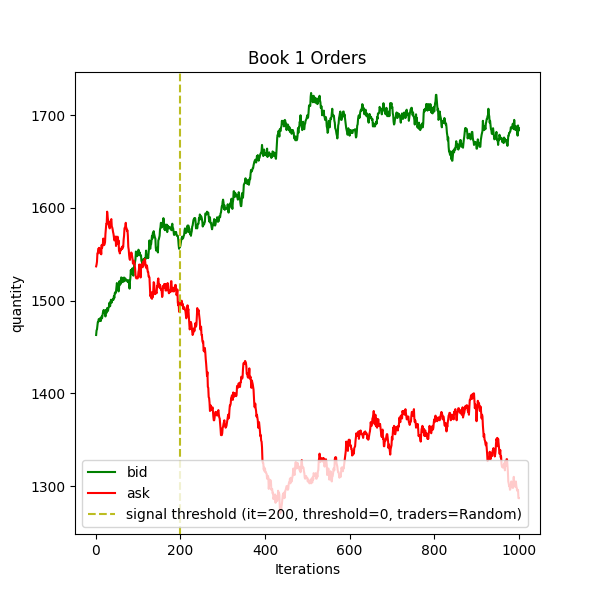 Book 1 Orders
quantity
1700
1600
1500
1400
1300
bid
ask
signal threshold (it=200, threshold=0, traders=Random)
0 200 400 600 800 1000
Iterations